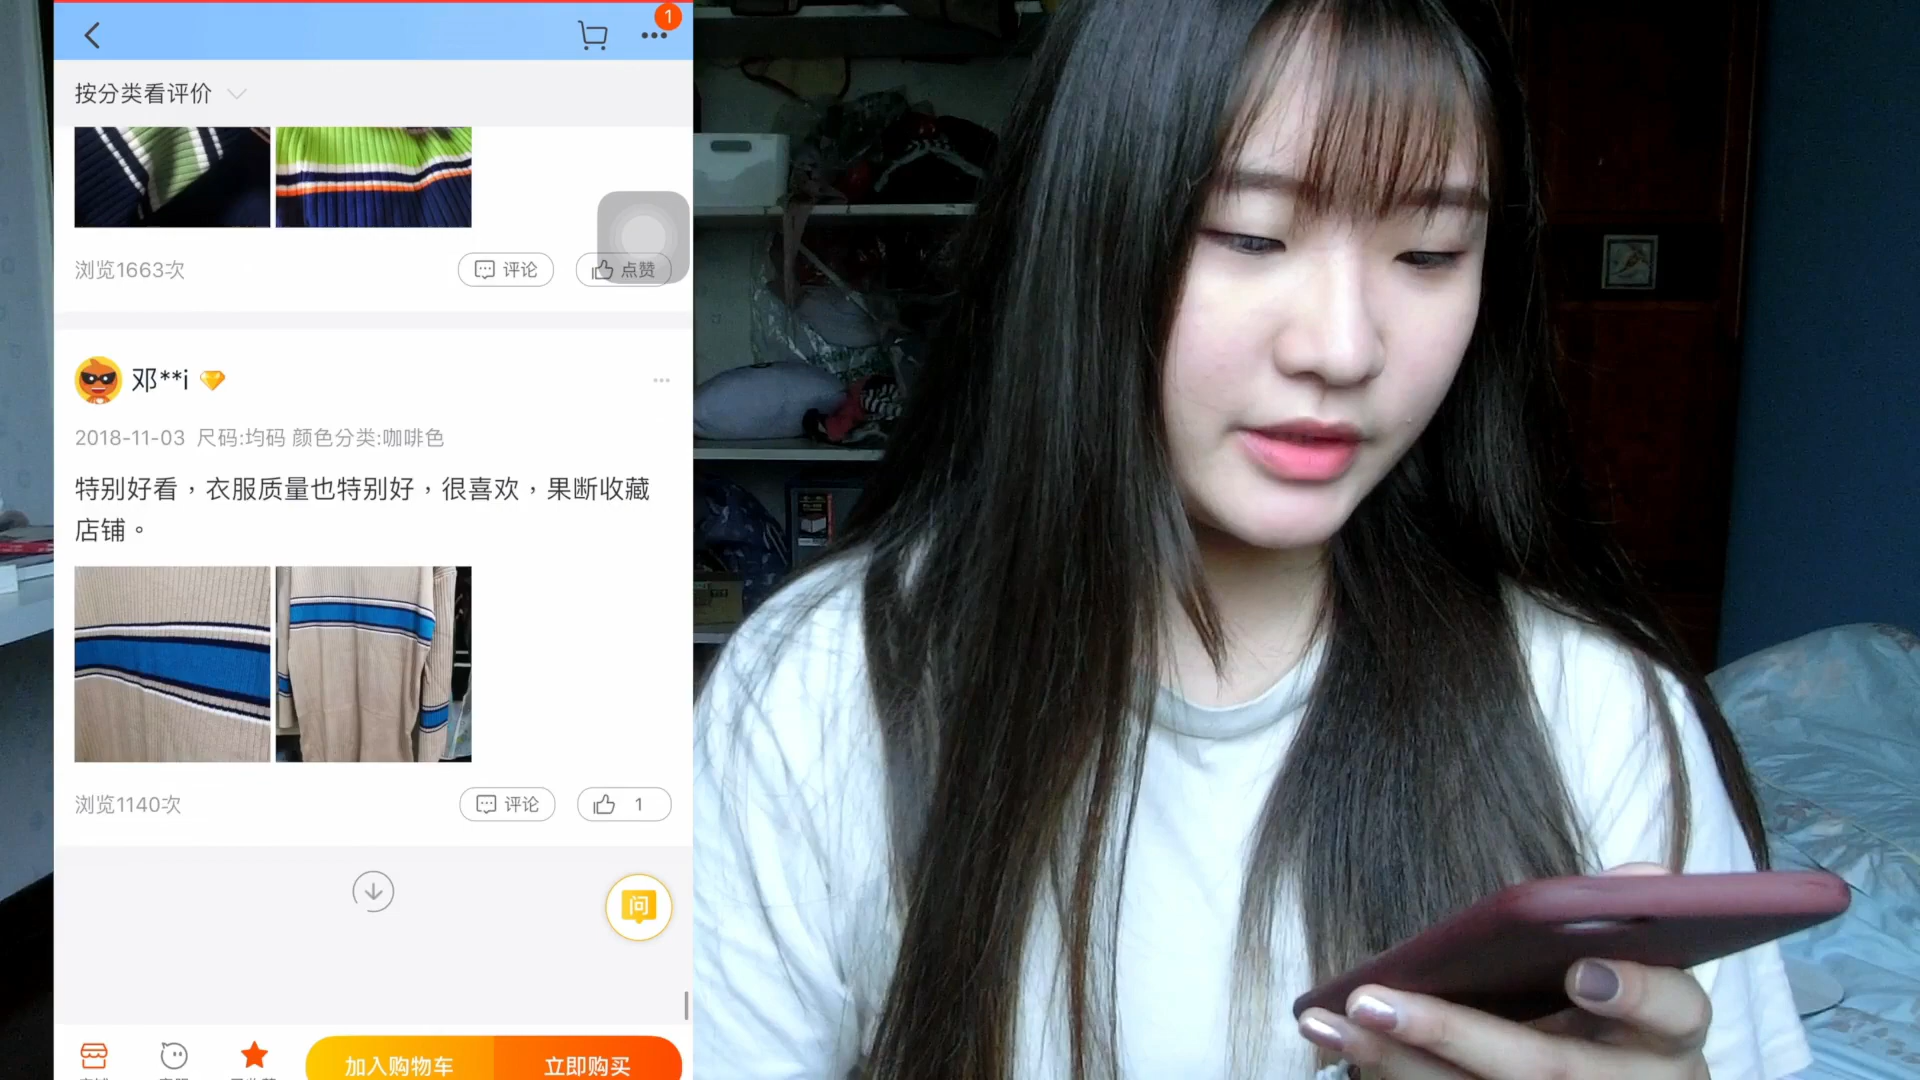 1
按分类看评价
浏览1663次
评论
点赞
邓**i
2018-11-03 尺码:均码 颜色分类:咖啡色
特别好看，衣服质量也特别好，很喜欢，果断收藏
店铺。
浏览1140次
评论
1
问
加入购物车
立即购买